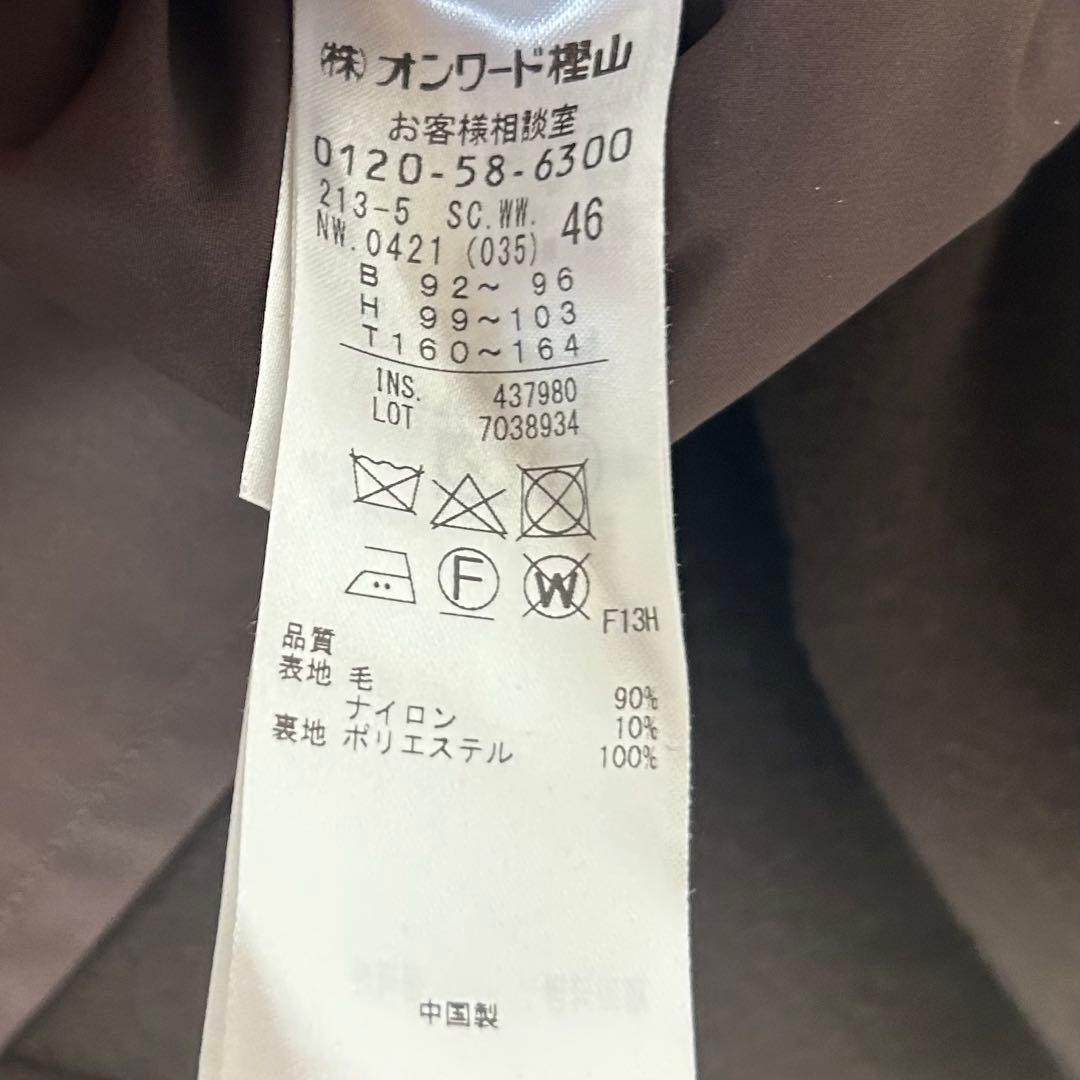 (株)オンワード樫山
お客様相談室
0120-58-6300
213-5 SC.WW. 46
NW.0421 (035)
B 92～ 96
H 99～103
T160～164
INS. 437980
LOT 7038934
F
W
F13H
品質
表地 毛 90%
ナイロン 10%
裏地 ポリエステル 100%
中国製